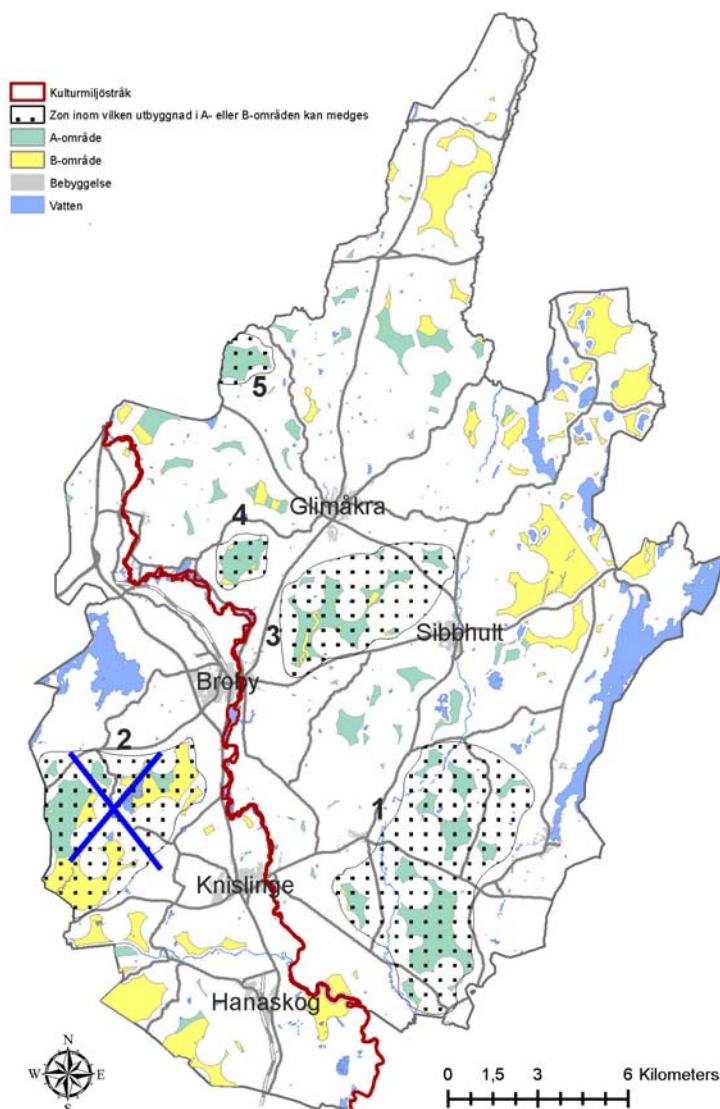 Kulturmiljöstråk
Zon inom vilken utbyggnad i A- eller B-områden kan medges
A-område
B-område
Bebyggelse
Vatten
5
Glimåkra
4
3
Sibbhult
Broby
2
1
Knislinge
Hanaskog
N
W E
S
0 1,5 3 6 Kilometers